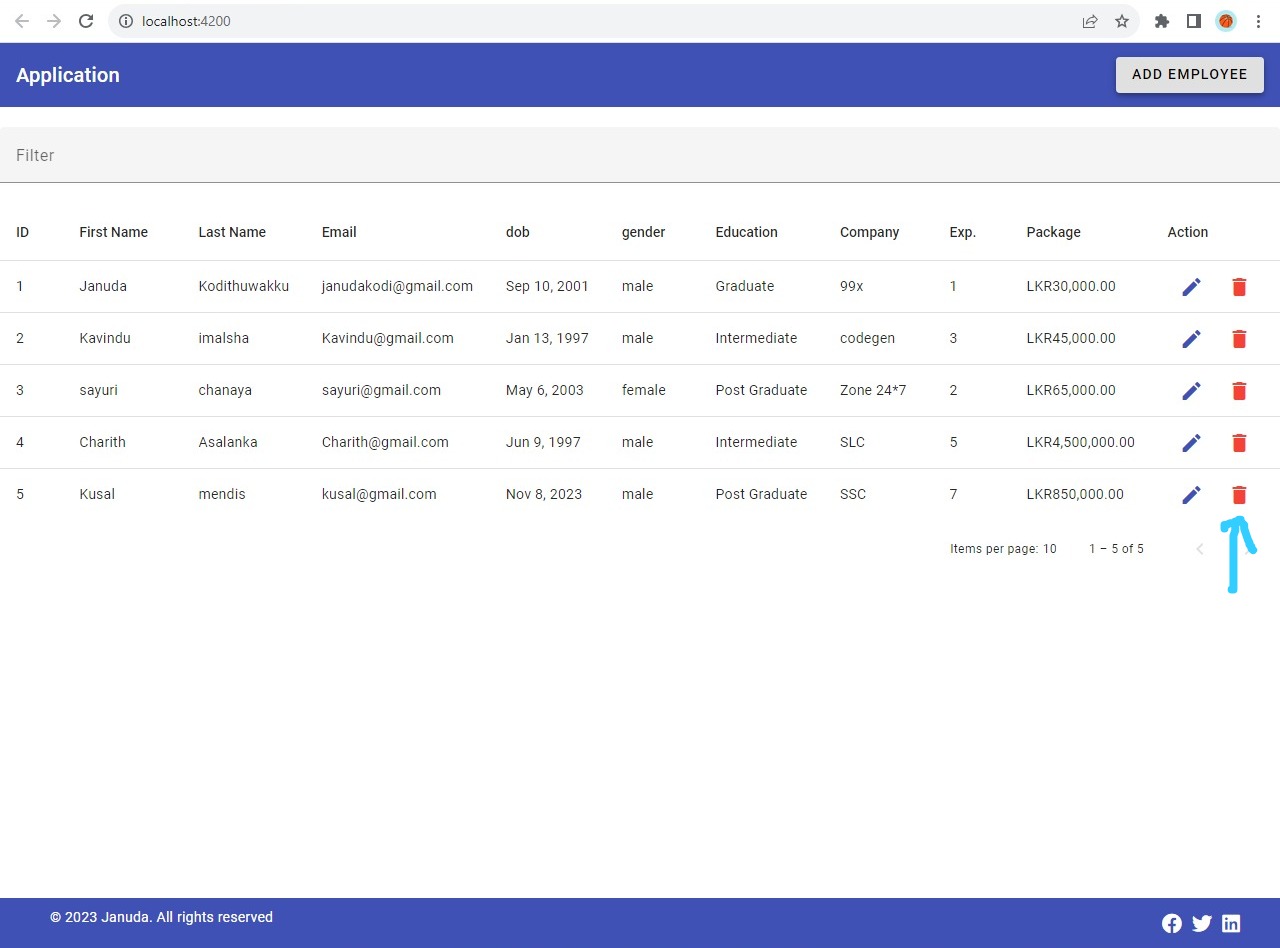 localhost:4200
Application
ADD EMPLOYEE
Filter
ID First Name Last Name Email dob gender Education Company Exp. Package Action
1 Januda Kodithuwakku janudakodi@gmail.com Sep 10, 2001 male Graduate 99x 1 LKR30,000.00
2 Kavindu imalsha Kavindu@gmail.com Jan 13, 1997 male Intermediate codegen 3 LKR45,000.00
3 sayuri chanaya sayuri@gmail.com May 6, 2003 female Post Graduate Zone 24*7 2 LKR65,000.00
4 Charith Asalanka Charith@gmail.com Jun 9, 1997 male Intermediate SLC 5 LKR4,500,000.00
5 Kusal mendis kusal@gmail.com Nov 8, 2023 male Post Graduate SSC 7 LKR850,000.00
Items per page: 10 1 – 5 of 5
© 2023 Januda. All rights reserved